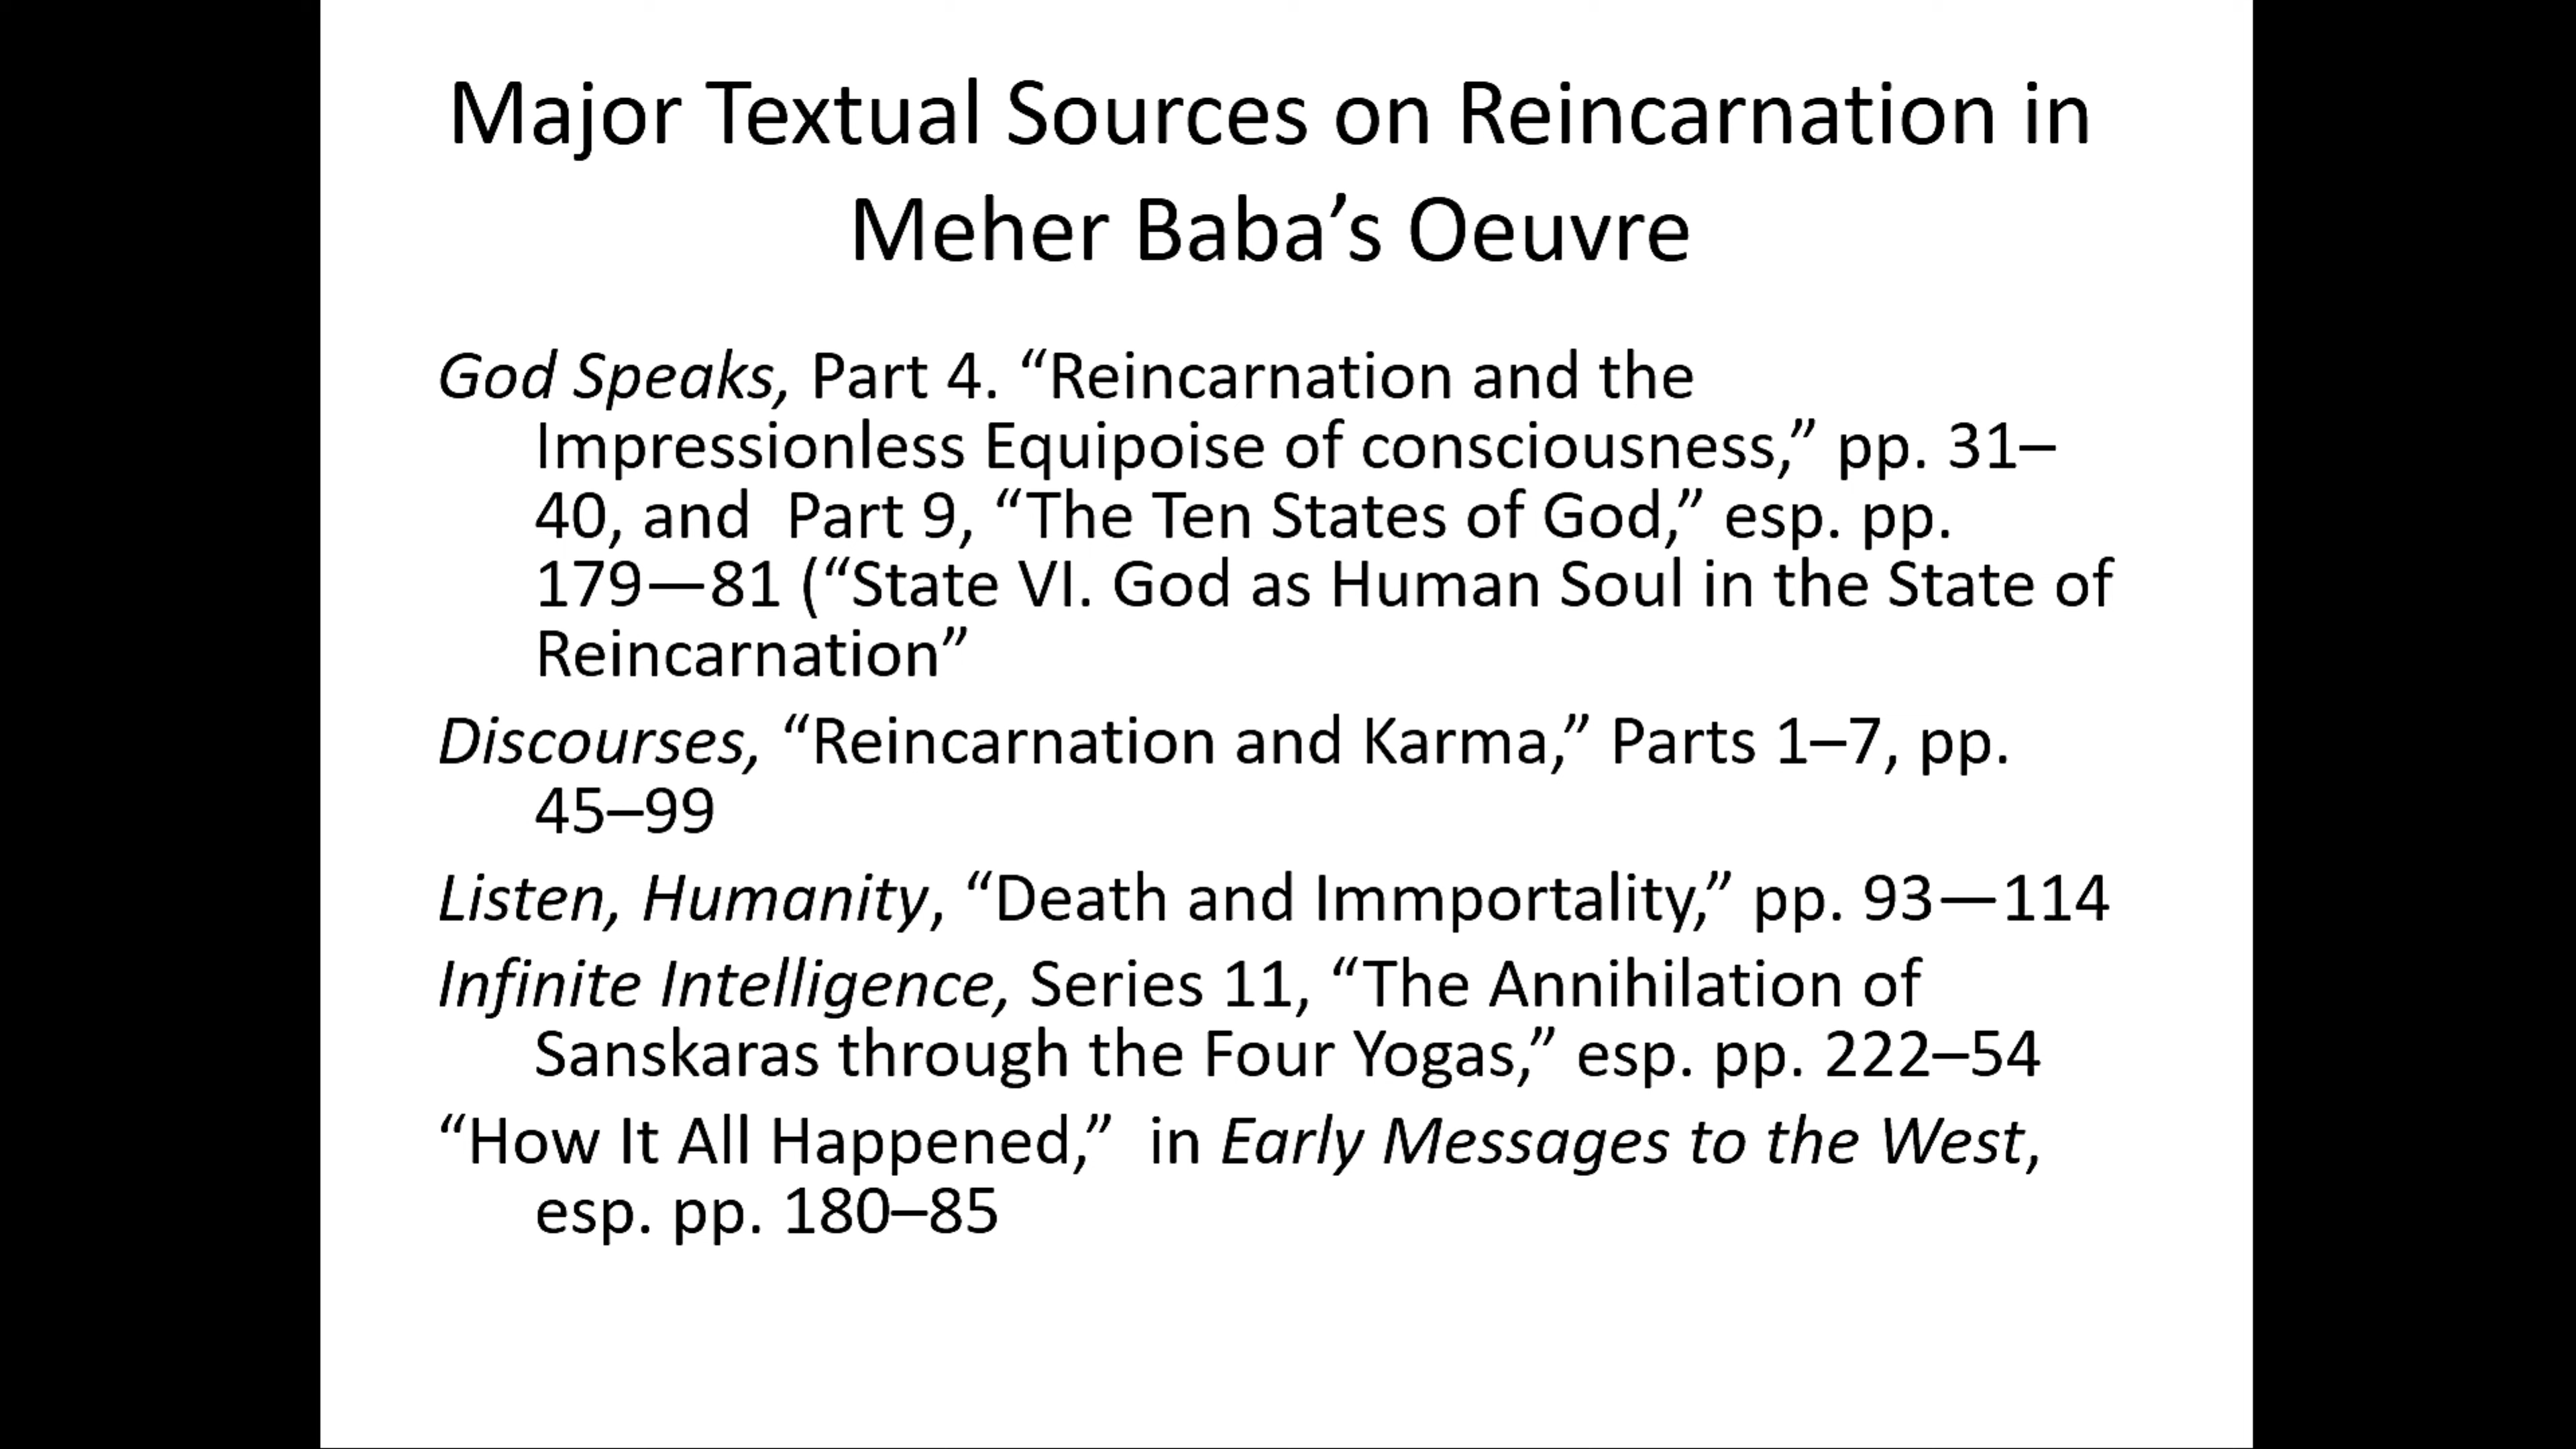 Major Textual Sources on Reincarnation in
Meher Baba’s Oeuvre
God Speaks, Part 4. “Reincarnation and the
Impressionless Equipoise of consciousness,” pp. 31–
40, and  Part 9, “The Ten States of God,” esp. pp.
179—81 (“State VI. God as Human Soul in the State of
Reincarnation”
Discourses, “Reincarnation and Karma,” Parts 1–7, pp.
45–99
Listen, Humanity, “Death and Immportality,” pp. 93—114
Infinite Intelligence, Series 11, “The Annihilation of
Sanskaras through the Four Yogas,” esp. pp. 222–54
“How It All Happened,”  in Early Messages to the West,
esp. pp. 180–85